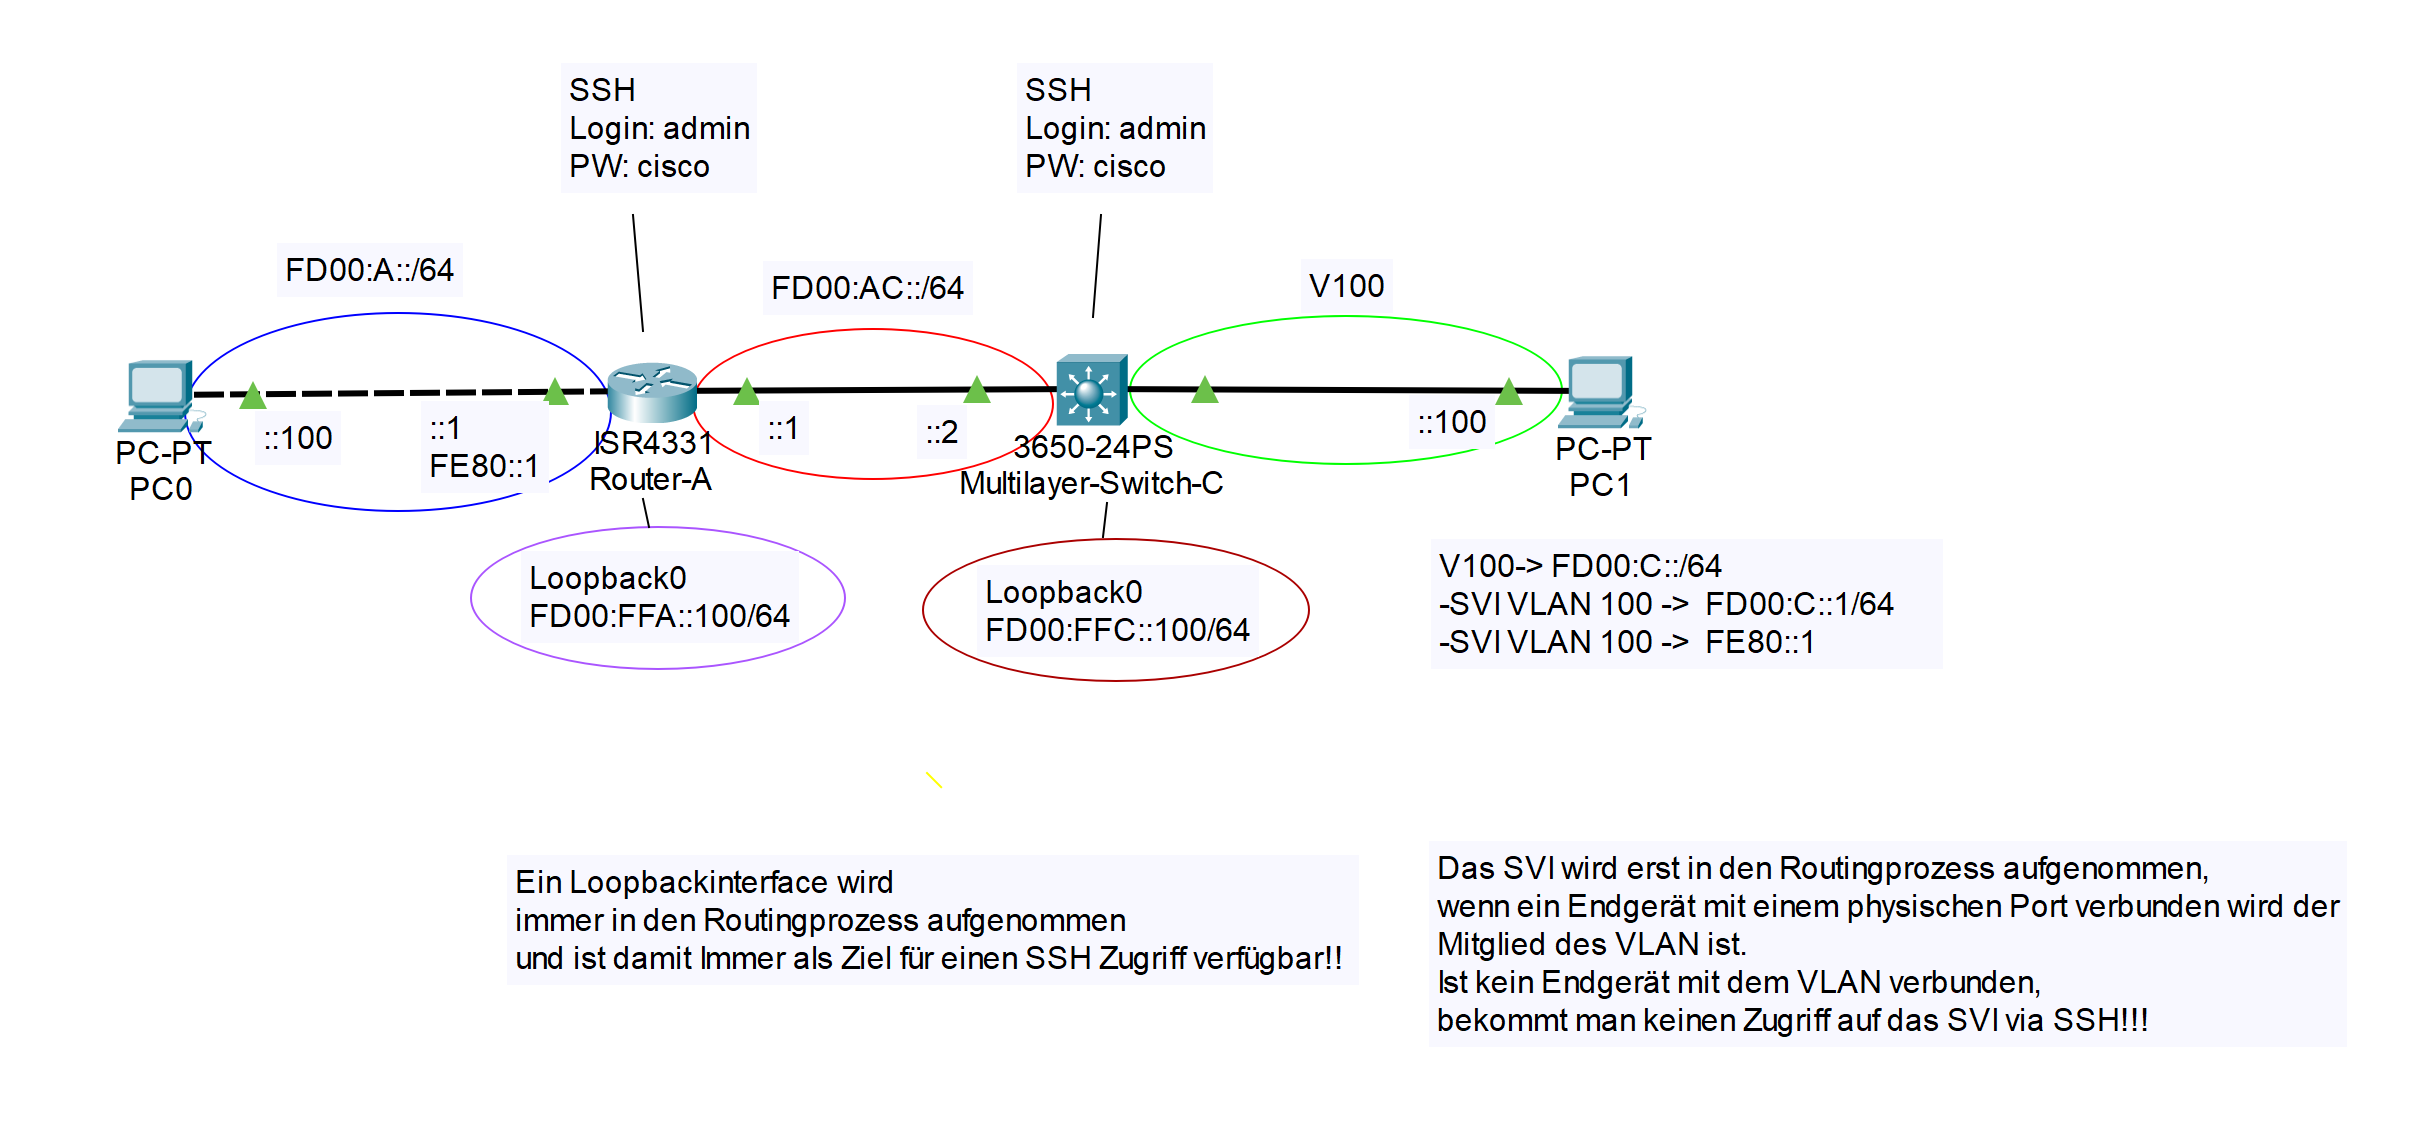 SSH
Login: admin
PW: cisco
SSH
Login: admin
PW: cisco
FD00:A::/64
FD00:AC::/64
V100
::100
::1
FE80::1
::1
::2
::100
PC-PT
PC0
ISR4331
Router-A
3650-24PS
Multilayer-Switch-C
PC-PT
PC1
Loopback0
FD00:FFA::100/64
Loopback0
FD00:FFC::100/64
V100-> FD00:C::/64
-SVI VLAN 100 -> FD00:C::1/64
-SVI VLAN 100 -> FE80::1
Ein Loopbackinterface wird
immer in den Routingprozess aufgenommen
und ist damit Immer als Ziel für einen SSH Zugriff verfügbar!!
Das SVI wird erst in den Routingprozess aufgenommen,
wenn ein Endgerät mit einem physischen Port verbunden wird der
Mitglied des VLAN ist.
Ist kein Endgerät mit dem VLAN verbunden,
bekommt man keinen Zugriff auf das SVI via SSH!!!